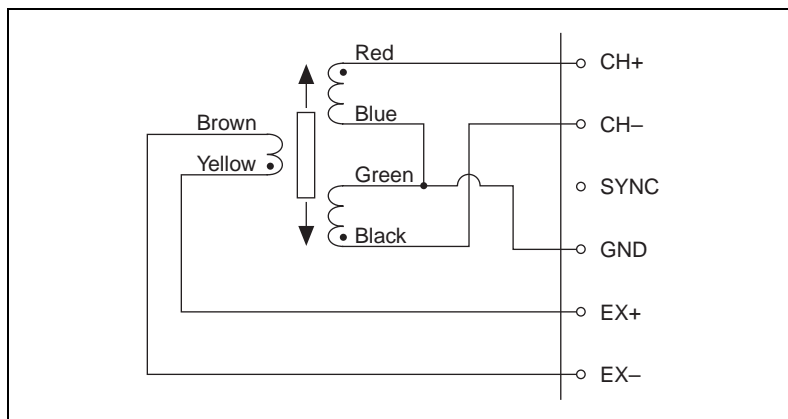 Red
CH+
Blue
CH–
Brown
Yellow
Green
SYNC
Black
GND
EX+
EX–